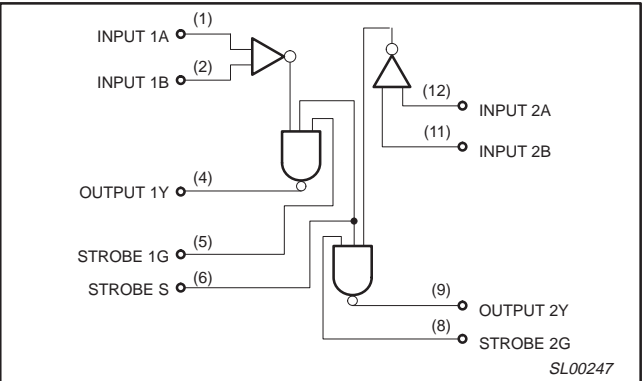 INPUT 1A (1)
INPUT 1B (2)
(12) INPUT 2A
(11) INPUT 2B
OUTPUT 1Y (4)
STROBE 1G (5)
STROBE S (6)
(9) OUTPUT 2Y
(8) STROBE 2G
SL00247